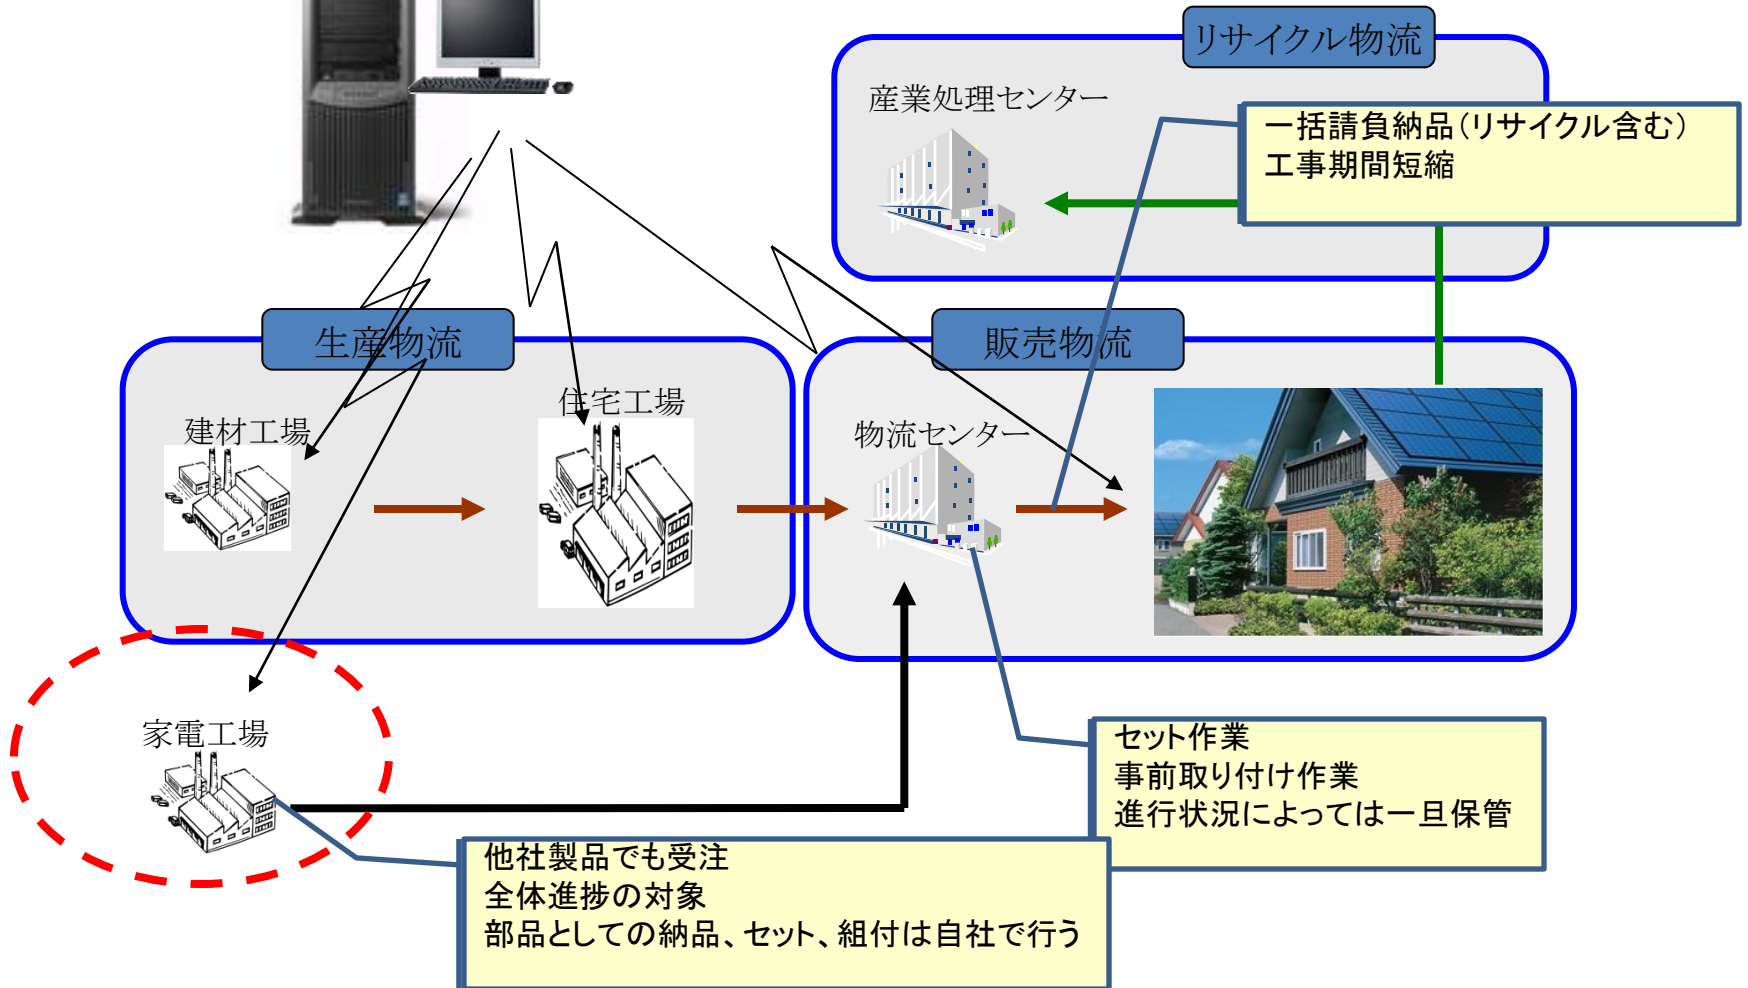 リサイクル物流
産業処理センター
一括請負納品(リサイクル含む)
工事期間短縮
生産物流
販売物流
建材工場
住宅工場
物流センター
家電工場
セット作業
事前取り付け作業
進行状況によっては一旦保管
他社製品でも受注
全体進捗の対象
部品としての納品、セット、組付は自社で行う